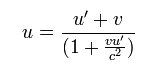 u = \frac{u' + v}{(1 + \frac{vu'}{c^2})}